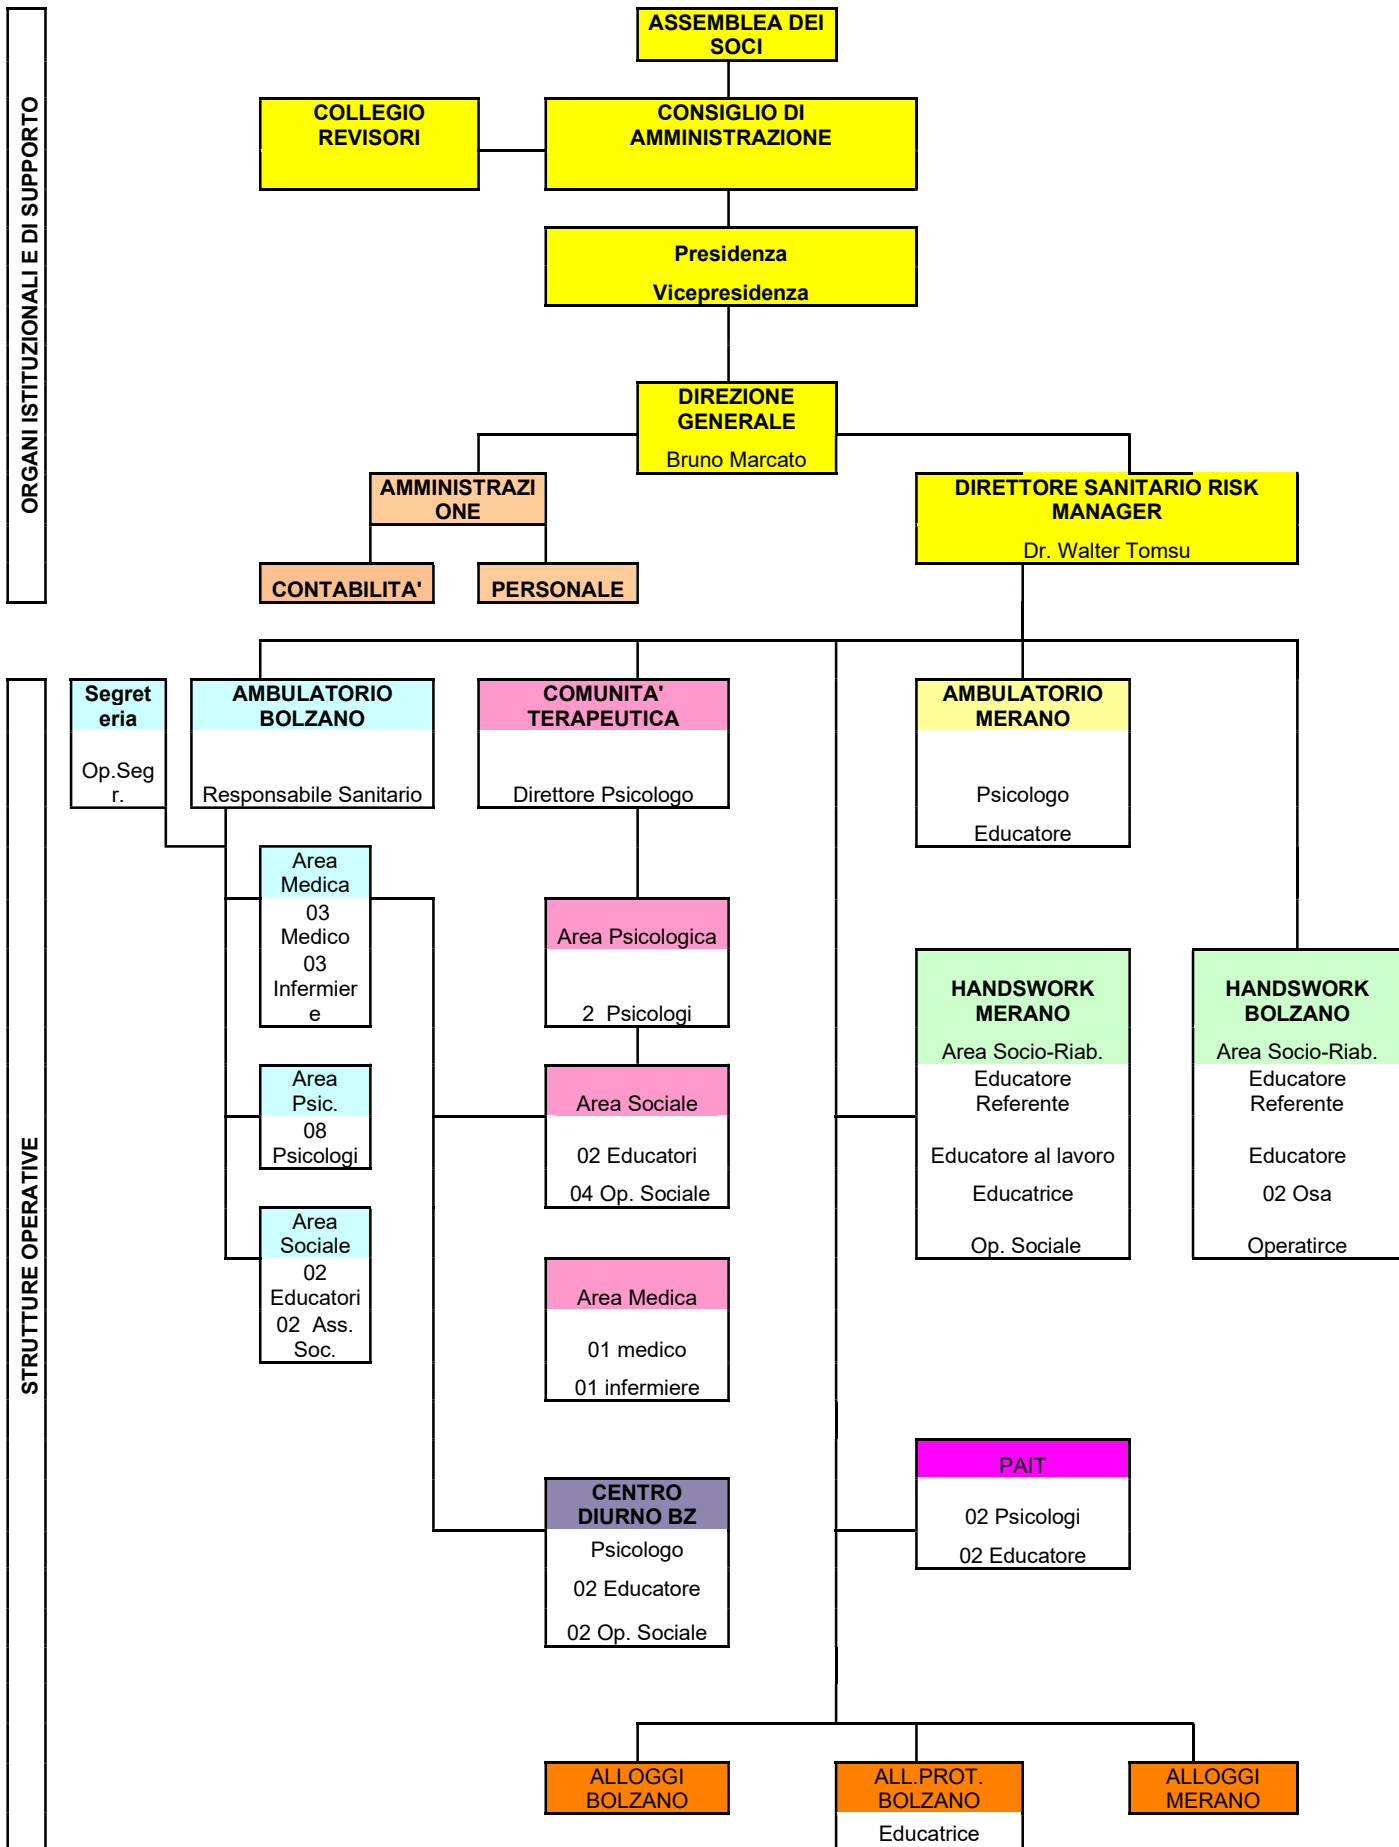 ORGANI ISTITUZIONALI E DI SUPPORTO
ASSEMBLEA DEI
SOCI
COLLEGIO
REVISORI
CONSIGLIO DI
AMMINISTRAZIONE
Presidenza
Vicepresidenza
DIREZIONE
GENERALE
Bruno Marcato
AMMINISTRAZI
ONE
DIRETTORE SANITARIO RISK
MANAGER
Dr. Walter Tomsu
CONTABILITA'
PERSONALE
STRUTTURE OPERATIVE
Segret
eria
Op.Seg
r.
AMBULATORIO
BOLZANO
Responsabile Sanitario
COMUNITA'
TERAPEUTICA
Direttore Psicologo
AMBULATORIO
MERANO
Psicologo
Educatore
Area
Medica
03
Medico
03
Infermier
e
Area
Psic.
08
Psicologi
Area
Sociale
02
Educatori
02 Ass.
Soc.
Area Psicologica
2 Psicologi
Area Sociale
02 Educatori
04 Op. Sociale
Area Medica
01 medico
01 infermiere
CENTRO
DIURNO BZ
Psicologo
02 Educatore
02 Op. Sociale
HANDSWORK
MERANO
Area Socio-Riab.
Educatore
Referente
Educatore al lavoro
Educatrice
Op. Sociale
HANDSWORK
BOLZANO
Area Socio-Riab.
Educatore
Referente
Educatore
02 Osa
Operatirce
PAIT
02 Psicologi
02 Educatore
ALLOGGI
BOLZANO
ALL.PROT.
BOLZANO
Educatrice
ALLOGGI
MERANO